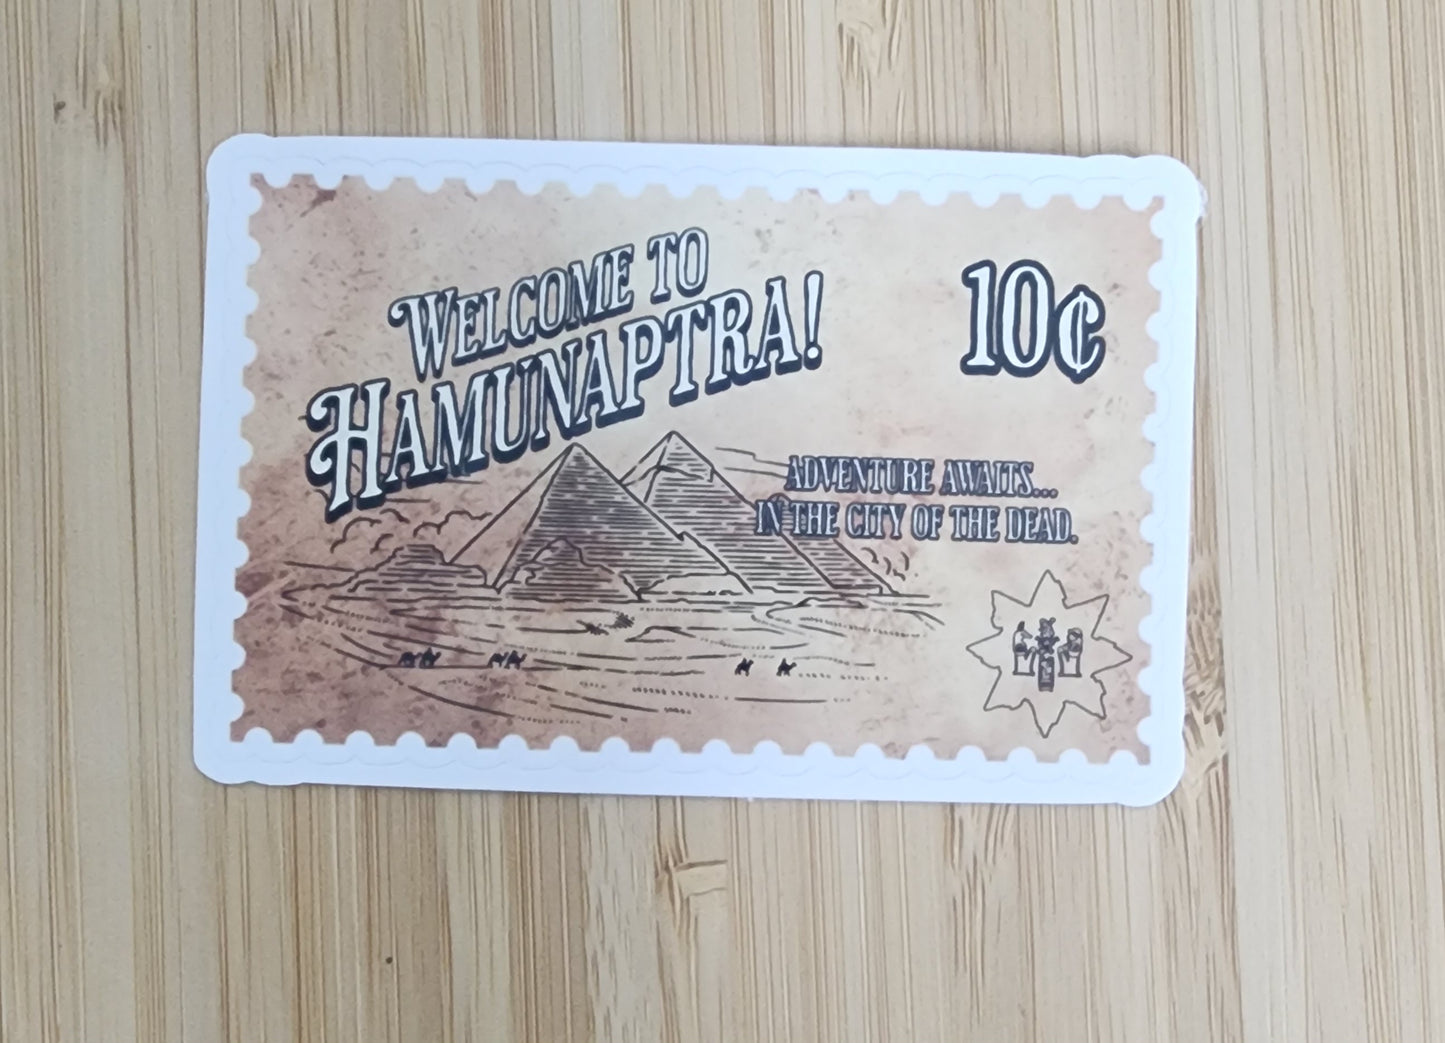 WELCOME TO
HAMUNAPTRA!
10¢
ADVENTURE AWAITS...
IN THE CITY OF THE DEAD.